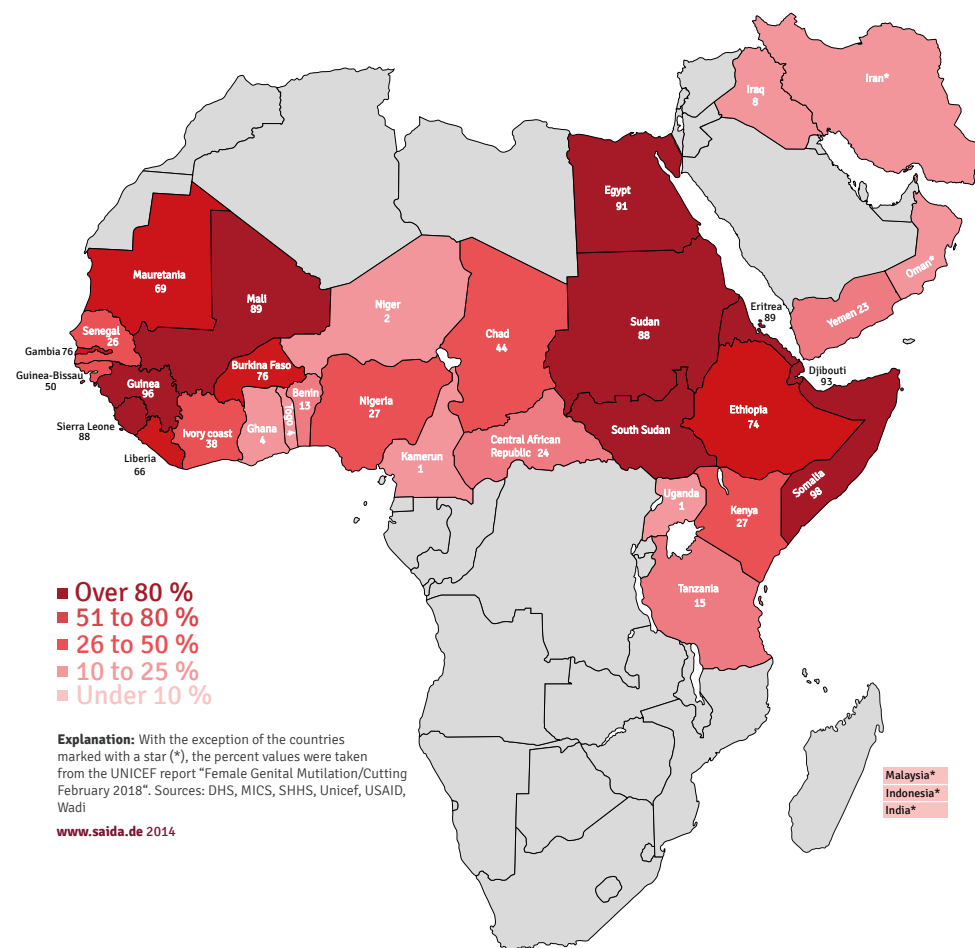 Iran*
Iraq
8
Egypt
91
Oman*
Mauretania
69
Mali
89
Niger
2
Eritrea
89
Yemen 23
Senegal
26
Chad
44
Sudan
88
Gambia 76
Burkina Faso
76
Djibouti
93
Guinea-Bissau
50
Guinea
96
Benin
13
Togo 4
Nigeria
27
Ethiopia
74
Sierra Leone
88
Ivory coast
38
Ghana
4
South Sudan
Central African
Republic 24
Liberia
66
Kamerun
1
Somalia
98
Uganda
1
Kenya
27
Tanzania
15
Over 80 %
51 to 80 %
26 to 50 %
10 to 25 %
Under 10 %
Explanation: With the exception of the countries
marked with a star (*), the percent values were taken
from the UNICEF report “Female Genital Mutilation/Cutting
February 2018“. Sources: DHS, MICS, SHHS, Unicef, USAID,
Wadi
www.saida.de 2014
Malaysia*
Indonesia*
India*